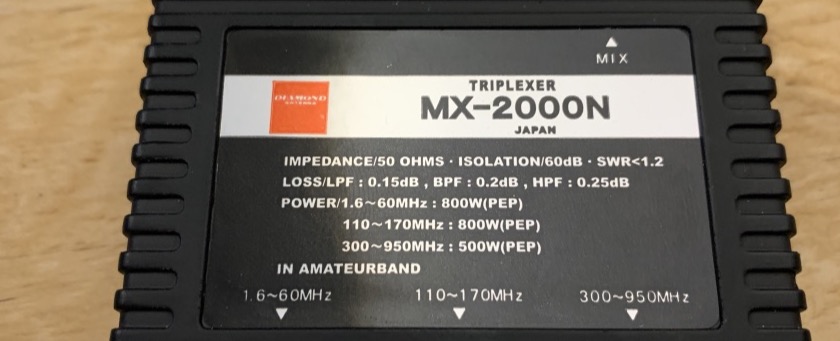 MIX
DIAMOND
ANTENNA
TRIPLEXER
MX-2000N
JAPAN
IMPEDANCE/50 OHMS · ISOLATION/60dB · SWR<1.2
LOSS/LPF : 0.15dB , BPF : 0.2dB , HPF : 0.25dB
POWER/1.6~60MHz : 800W(PEP)
110~170MHz : 800W(PEP)
300~950MHz : 500W(PEP)
IN AMATEURBAND
1.6~60MHz 110~170MHz 300~950MHz